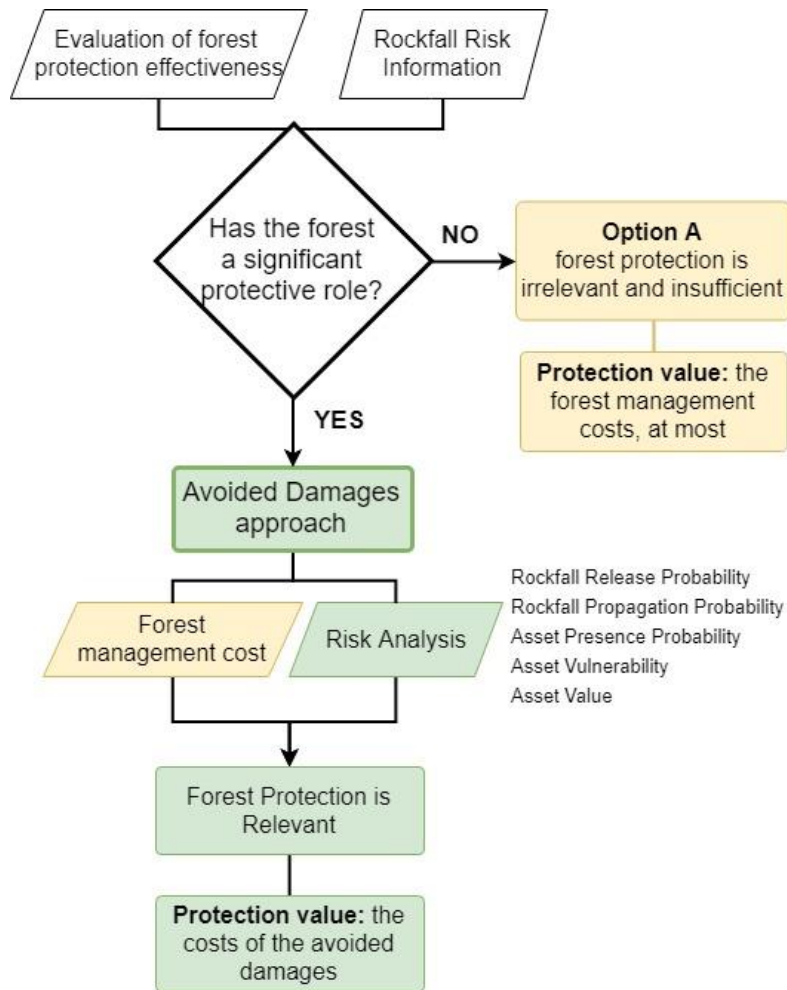 Evaluation of forest
protection effectiveness
Rockfall Risk
Information
Has the forest
a significant
protective role?
NO
Option A
forest protection is
irrelevant and insufficient
Protection value: the
forest management
costs, at most
YES
Avoided Damages
approach
Forest
management cost
Risk Analysis
Rockfall Release Probability
Rockfall Propagation Probability
Asset Presence Probability
Asset Vulnerability
Asset Value
Forest Protection is
Relevant
Protection value: the
costs of the avoided
damages